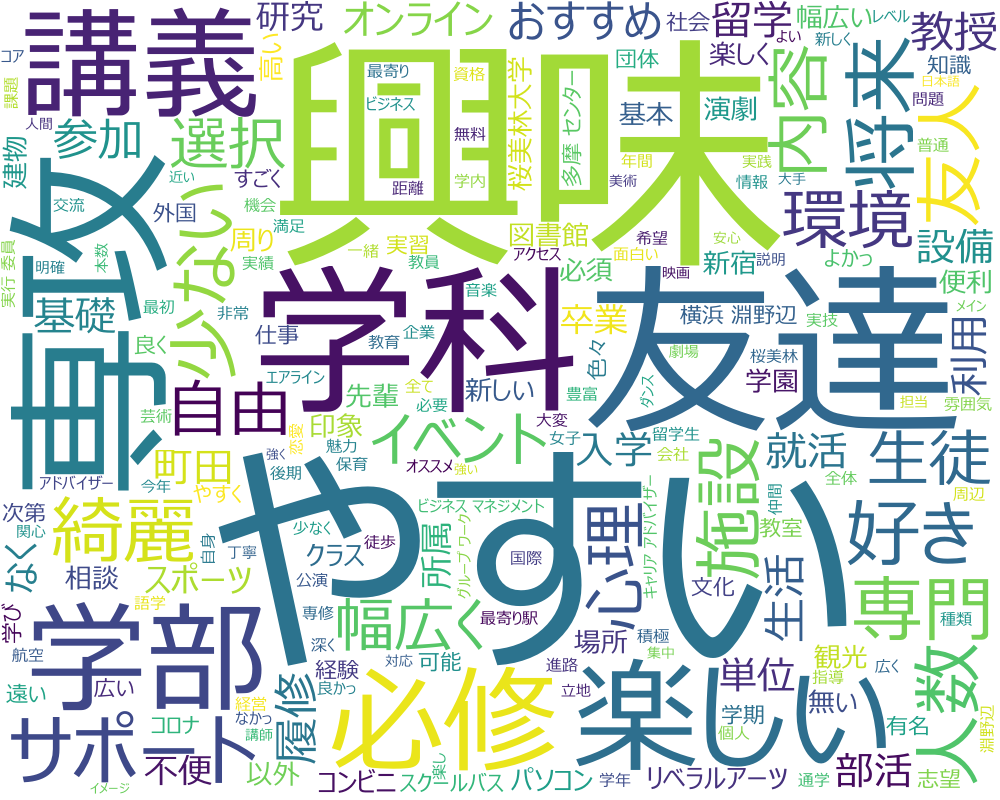 講義
オンライン
研究
おすすめ
社会
留学
幅広い
レベル
よい
新しく
教授
コア
課題
人間
高い
最寄り
ビジネス
資格
無料
興味
団体
楽しく
知識
日本語
問題
普通
内容
将来
友人
建物
参加
選択
すごく
距離
学内
桜美林大学
多摩
センター
基本
演劇
年間
美術
実践
情報
大手
近い
交流
外国
機会
満足
専攻
少ない
環境
設備
実行 委員
明確
本数
周り
実績
一緒
実習
教員
図書館
アクセス
面白い
必須
希望
新宿
安心
説明
よかっ
便利
基礎
最初
非常
仕事
教育
音楽
企業
学科
卒業
色々
映画
横浜 淵野辺
実技
メイン
利用
良く
芸術
自由
エアライン
先輩
全て
必要
新しい
豊富
劇場
ダンス
友達
桜美林
学園
担当
雰囲気
印象
恋愛
イベント
大変
女子
入学
留学生
会社
就活
生徒
町田
アドバイザー
今年
やすく
強く
後期
魅力
保育
オススメ
強い
施設
全体
周辺
次第
関心
綺麗
自身
少なく
丁寧
クラス
徒歩
所属
ビジネス マネジメント
グループ ワーク
国際
やすい
心理
キャリア アドバイザー
仲間
教室
文化
生活
好き
なく
相談
スポーツ
公演
語学
学び
航空
専修
深く
幅広く
最寄り駅
場所
積極
集中
専門
種類
学部
遠い
広い
経験
良かっ
対応
可能
進路
立地
単位
観光
指導
広く
人数
淵野辺
サポート
コロナ
経営
なかっ
講師
履修
必修
楽しい
学期
個人
無い
有名
イメージ
不便
以外
コンビニ
楽し
スクールバス
パソコン
学年
リベラルアーツ
通学
部活
志望